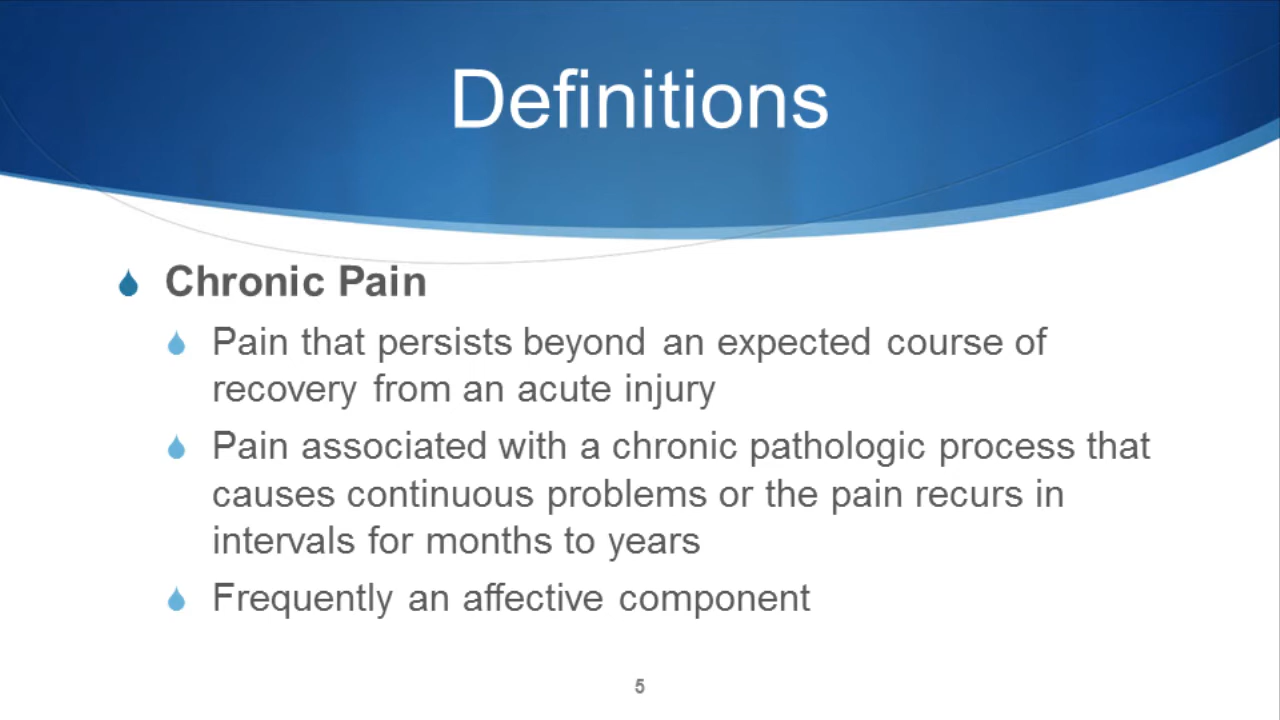 Definitions
Chronic Pain
Pain that persists beyond an expected course of
recovery from an acute injury
Pain associated with a chronic pathologic process that
causes continuous problems or the pain recurs in
intervals for months to years
Frequently an affective component
5